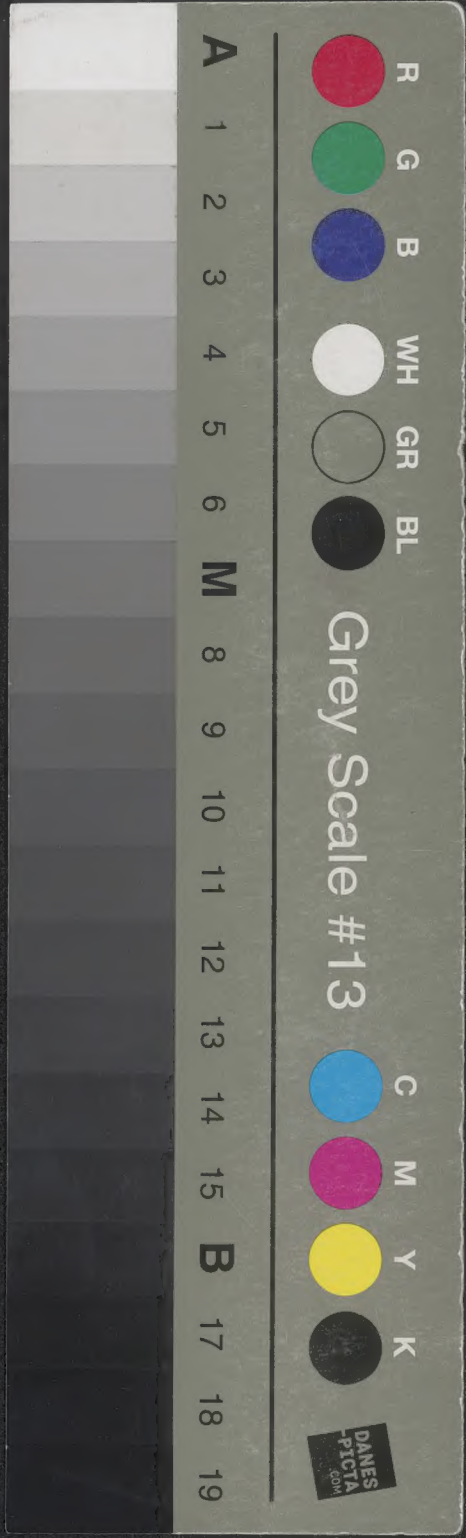 R G B WH GR BL
Grey Scale #13
C M Y K
DANES
-PICTA
.COM
A 1 2 3 4 5 6 M 8 9 10 11 12 13 14 15 B 17 18 19